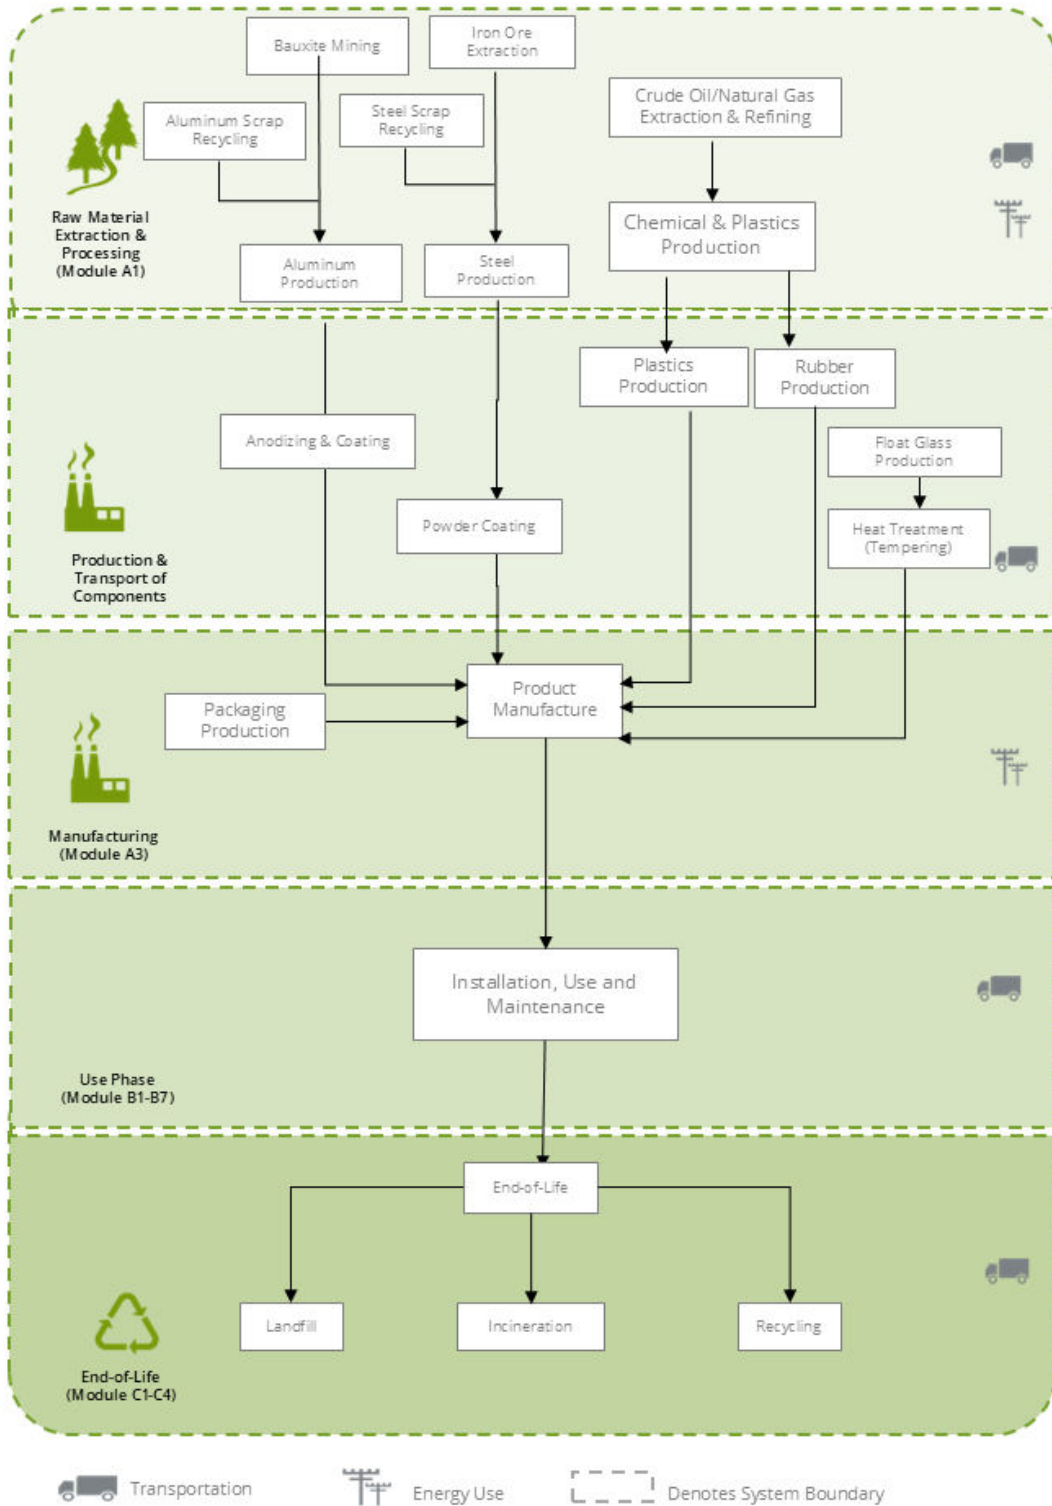 Bauxite Mining
Iron Ore
Extraction
Aluminum Scrap
Recycling
Steel Scrap
Recycling
Crude Oil/Natural Gas
Extraction & Refining
Raw Material
Extraction &
Processing
(Module A1)
Chemical & Plastics
Production
Aluminum
Production
Steel
Production
Plastics
Production
Rubber
Production
Anodizing & Coating
Float Glass
Production
Powder Coating
Heat Treatment
(Tempering)
Production &
Transport of
Components
Product
Manufacture
Packaging
Production
Manufacturing
(Module A3)
Installation, Use and
Maintenance
Use Phase
(Module B1-B7)
End-of-Life
Landfill
Incineration
Recycling
End-of-Life
(Module C1-C4)
Transportation
Energy Use
Denotes System Boundary